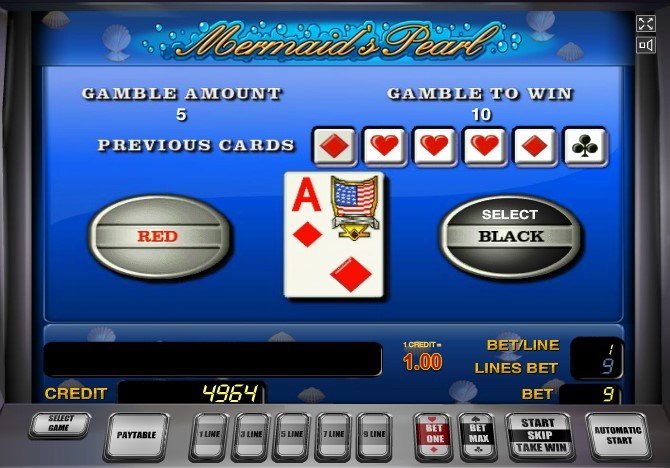 Mermaid's Pearl
GAMBLE AMOUNT
5
GAMBLE TO WIN
10
PREVIOUS CARDS
A
RED
SELECT
BLACK
1 CREDIT =
1.00
BET/LINE
1
LINES BET
9
CREDIT
4964
BET
9
SELECT GAME
PAYTABLE
1 LINE
3 LINE
5 LINE
7 LINE
9 LINE
BET ONE
BET MAX
START
SKIP
TAKE WIN
AUTOMATIC START